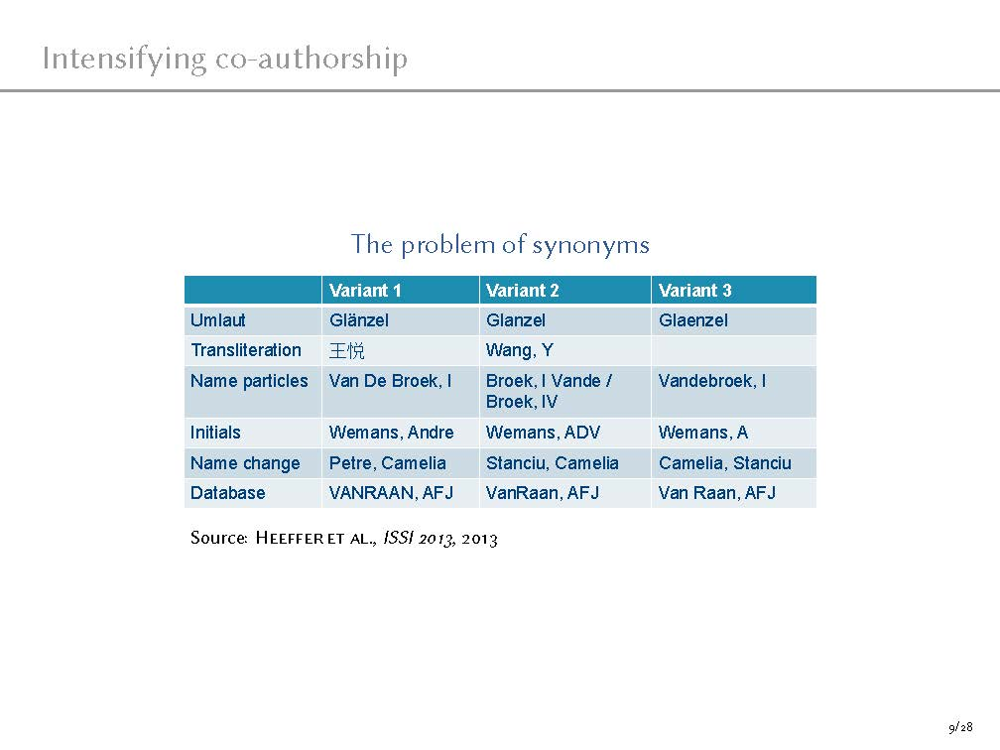 Intensifying co-authorship
The problem of synonyms
Variant 1 Variant 2 Variant 3
Umlaut Glänzel Glanzel Glaenzel
Transliteration 王悦 Wang, Y
Name particles Van De Broek, I Broek, I Vande / Vandebroek, I
Broek, IV
Initials Wemans, Andre Wemans, ADV Wemans, A
Name change Petre, Camelia Stanciu, Camelia Camelia, Stanciu
Database VANRAAN, AFJ VanRaan, AFJ Van Raan, AFJ
Source: HEEFFER ET AL., ISSI 2013, 2013
9/28